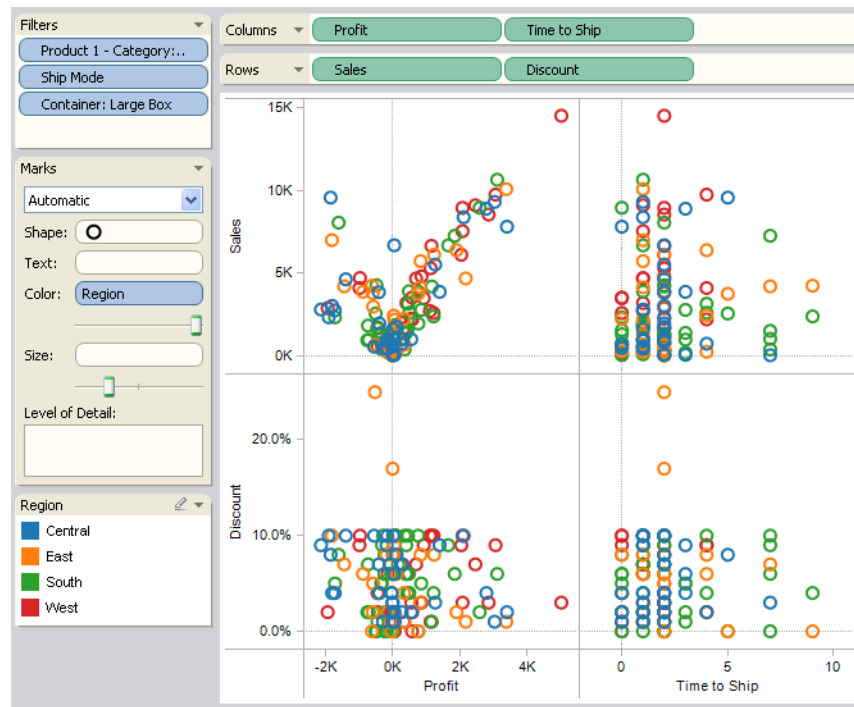 Filters
Product 1 - Category:..
Ship Mode
Container: Large Box
Marks
Automatic
Shape:
Text:
Color: Region
Size:
Level of Detail:
Region
Central
East
South
West
Columns Profit Time to Ship
Rows Sales Discount
15K
10K
5K
0K
Sales
20.0%
10.0%
0.0%
Discount
-2K 0K 2K 4K 0 5 10
Profit Time to Ship